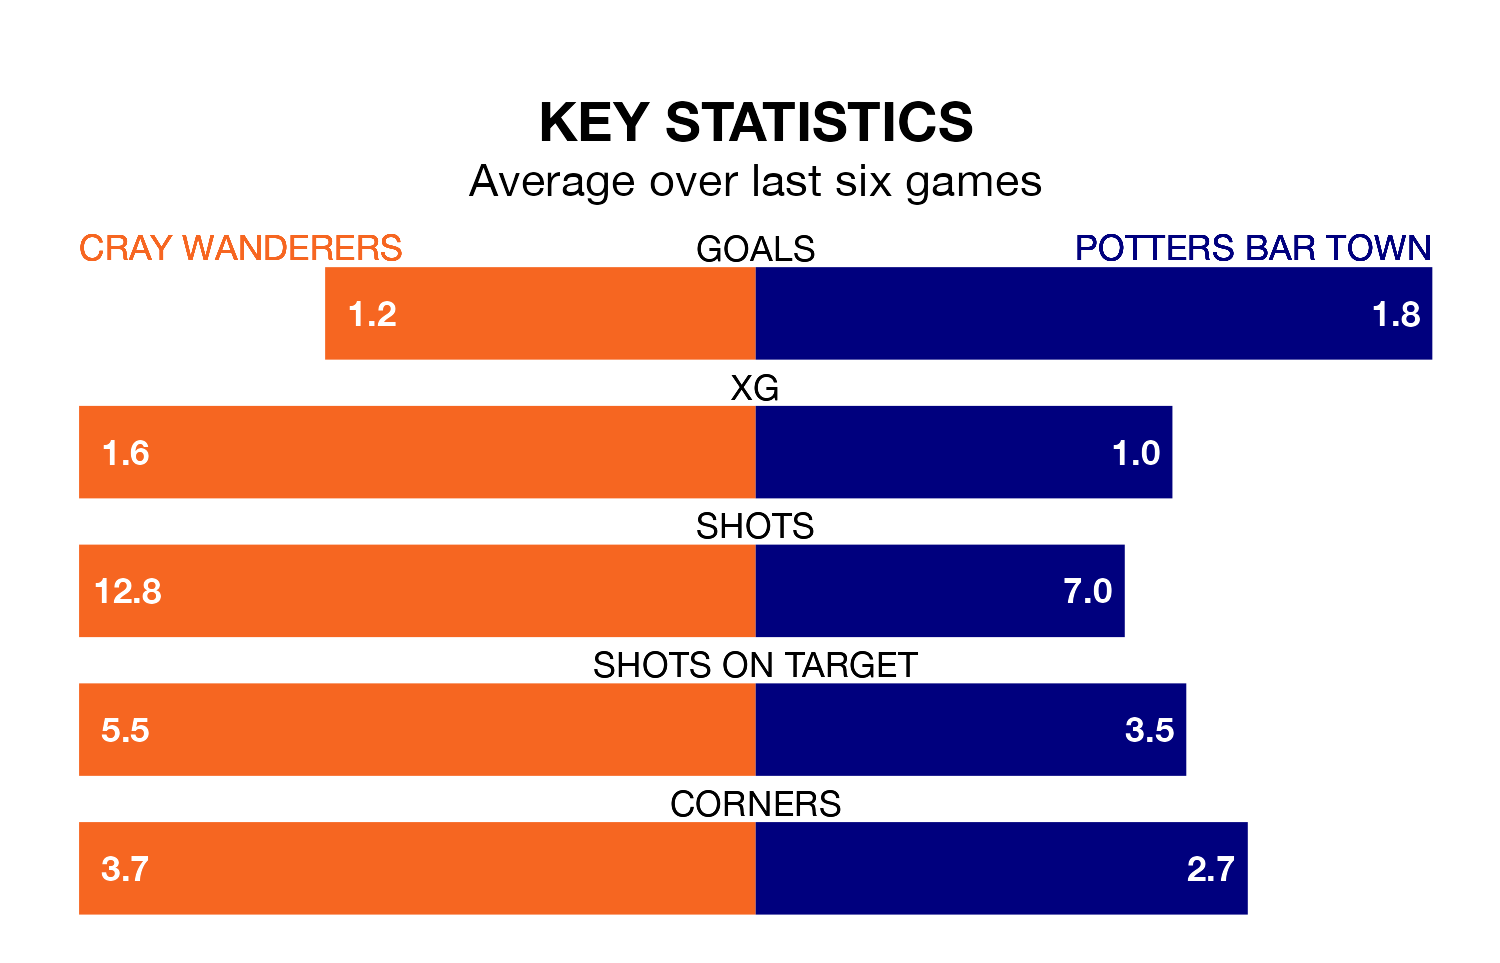 KEY STATISTICS
Average over last six games
CRAY WANDERERS GOALS POTTERS BAR TOWN
1.2 1.8
XG
1.6 1.0
SHOTS
12.8 7.0
SHOTS ON TARGET
5.5 3.5
CORNERS
3.7 2.7